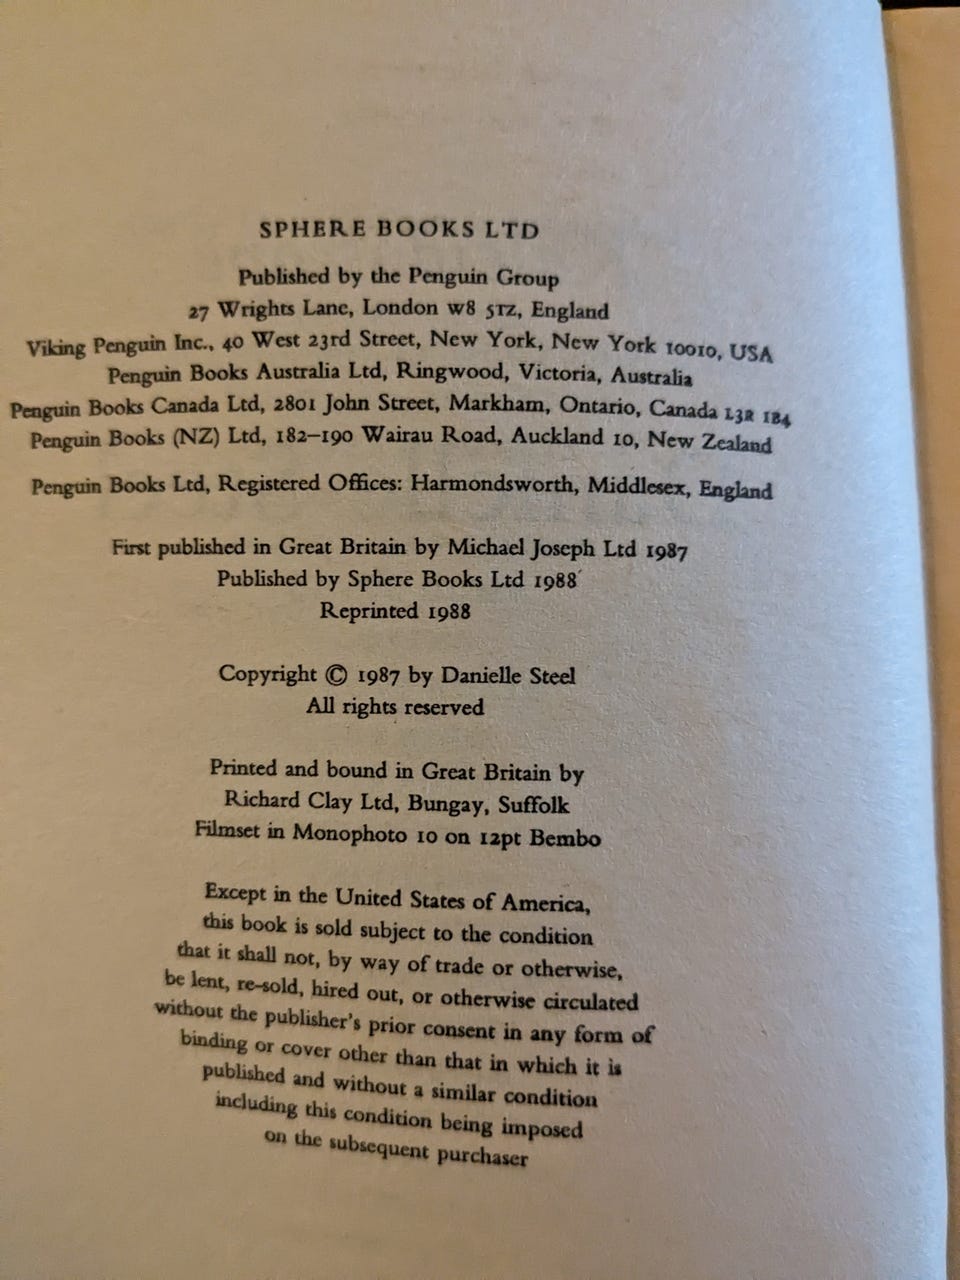 SPHERE BOOKS LTD
Published by the Penguin Group
27 Wrights Lane, London W8 5TZ, England
Viking Penguin Inc., 40 West 23rd Street, New York, New York 10010, USA
Penguin Books Australia Ltd, Ringwood, Victoria, Australia
Penguin Books Canada Ltd, 2801 John Street, Markham, Ontario, Canada L3R 1B4
Penguin Books (NZ) Ltd, 182–190 Wairau Road, Auckland 10, New Zealand
Penguin Books Ltd, Registered Offices: Harmondsworth, Middlesex, England
First published in Great Britain by Michael Joseph Ltd 1987
Published by Sphere Books Ltd 1988
Reprinted 1988
Copyright © 1987 by Danielle Steel
All rights reserved
Printed and bound in Great Britain by
Richard Clay Ltd, Bungay, Suffolk
Filmset in Monophoto 10 on 12pt Bembo
Except in the United States of America,
this book is sold subject to the condition
that it shall not, by way of trade or otherwise,
be lent, re-sold, hired out, or otherwise circulated
without the publisher's prior consent in any form of
binding or cover other than that in which it is
published and without a similar condition
including this condition being imposed
on the subsequent purchaser